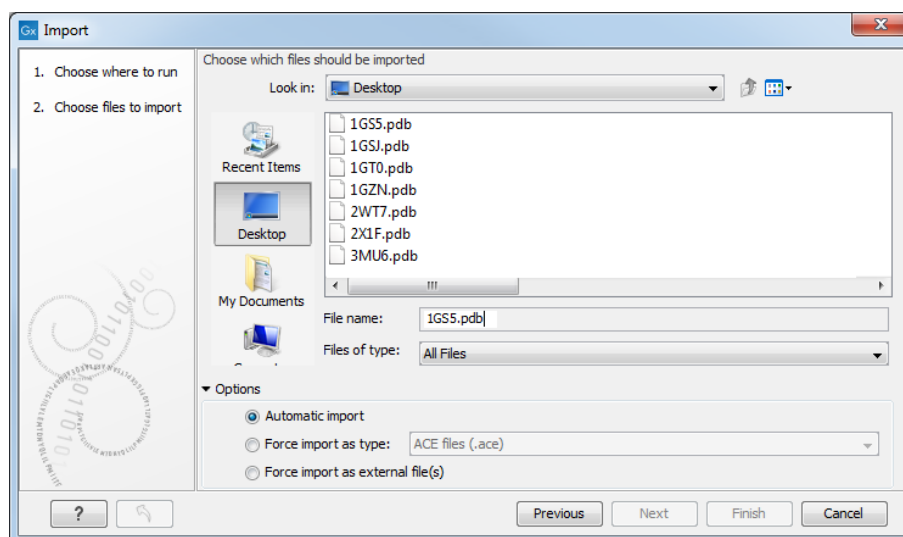 Gx Import
1. Choose where to run
2. Choose files to import
Choose which files should be imported
Look in: Desktop
Recent Items
Desktop
My Documents
1GS5.pdb
1GSJ.pdb
1GT0.pdb
1GZN.pdb
2WT7.pdb
2X1F.pdb
3MU6.pdb
File name: 1GS5.pdb
Files of type: All Files
Options
Automatic import
Force import as type: ACE files (.ace)
Force import as external file(s)
? Previous Next Finish Cancel